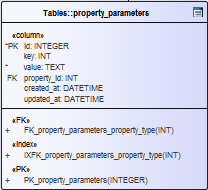 Tables::property_parameters
«column»
*PK Id: INTEGER
key: INT
* value: TEXT
FK property_id: INT
created_at: DATETIME
updated_at: DATETIME
«FK»
+ FK_property_parameters_property_type(INT)
«index»
+ IXFK_property_parameters_property_type(INT)
«PK»
+ PK_property_parameters(INTEGER)